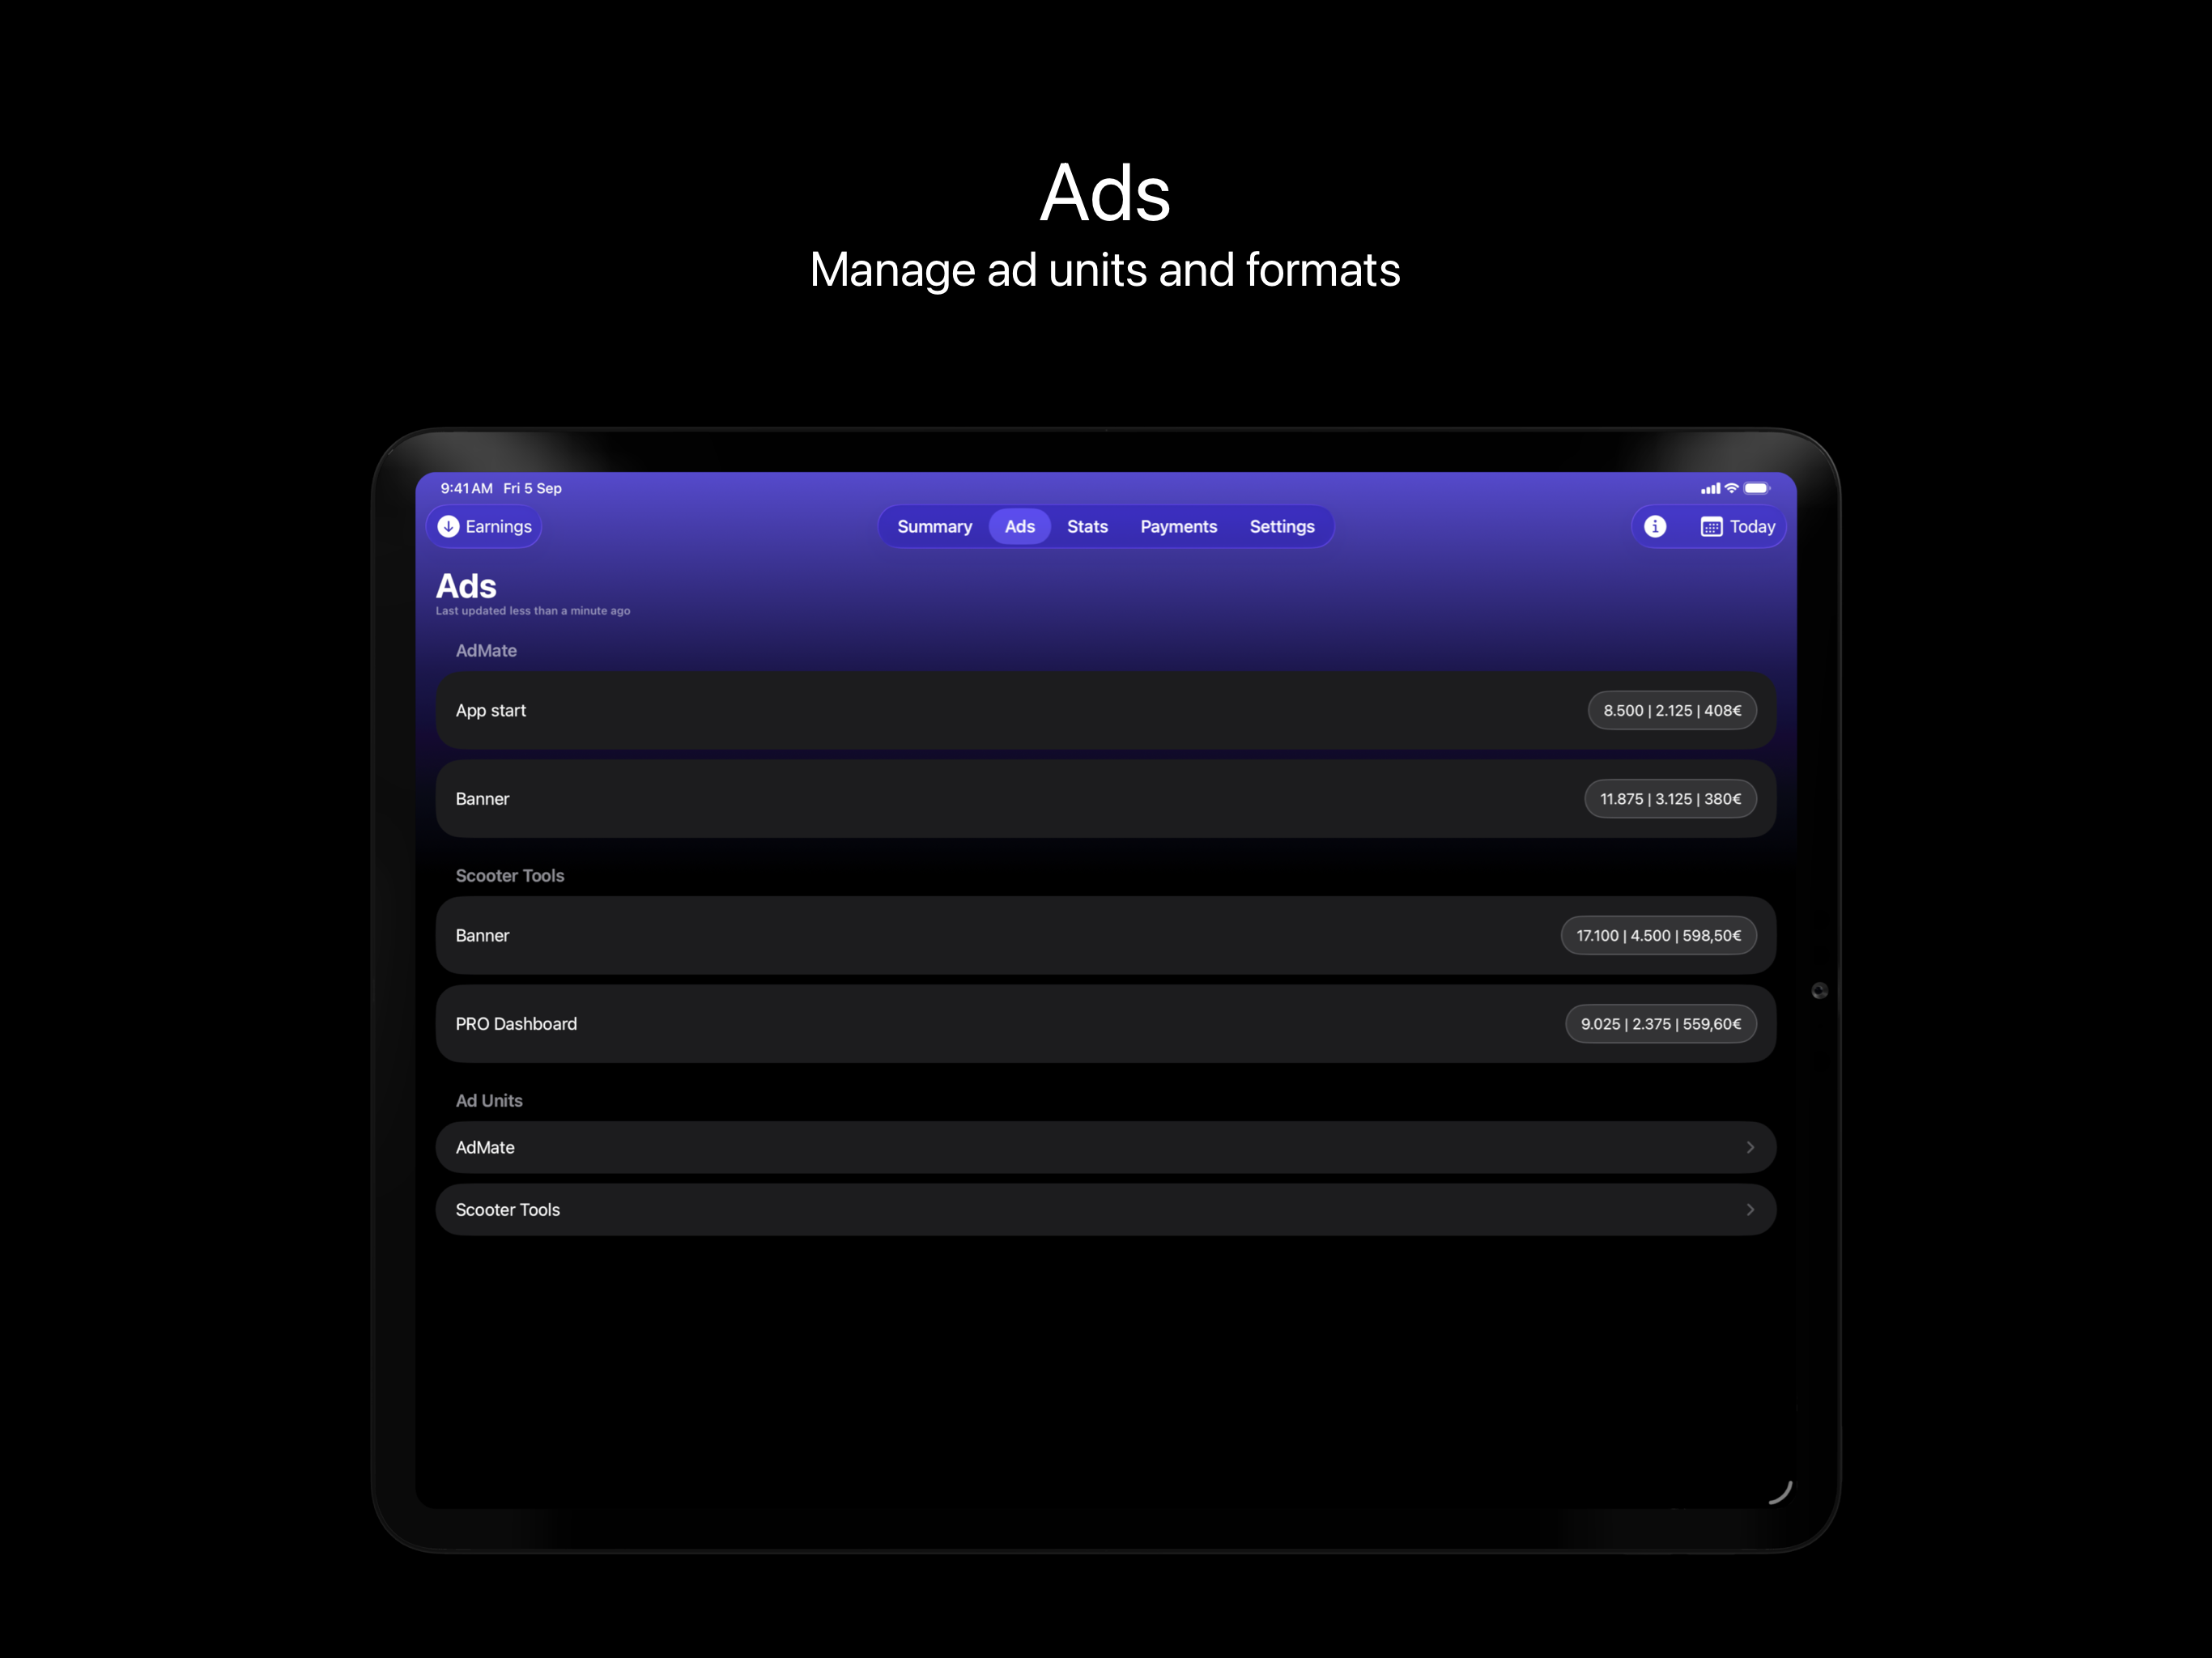 Ads
Manage ad units and formats
9:41 AM Fri 5 Sep
Earnings
Summary Ads Stats Payments Settings
Today
Ads
Last updated less than a minute ago
AdMate
App start 8.500 | 2.125 | 408€
Banner 11.875 | 3.125 | 380€
Scooter Tools
Banner 17.100 | 4.500 | 598,50€
PRO Dashboard 9.025 | 2.375 | 559,60€
Ad Units
AdMate
Scooter Tools